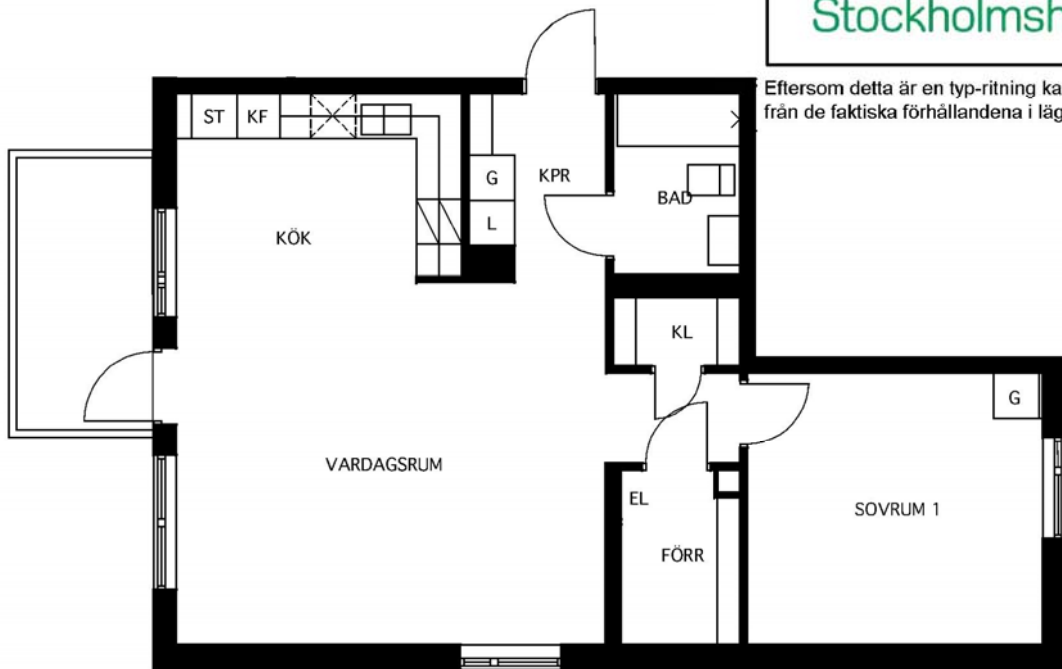 Stockholmsh
Eftersom detta är en typ-ritning ka
från de faktiska förhållandena i läg
ST KF
G
KPR
L
BAD
KÖK
KL
G
VARDAGSRUM
EL
SOVRUM 1
FÖRR